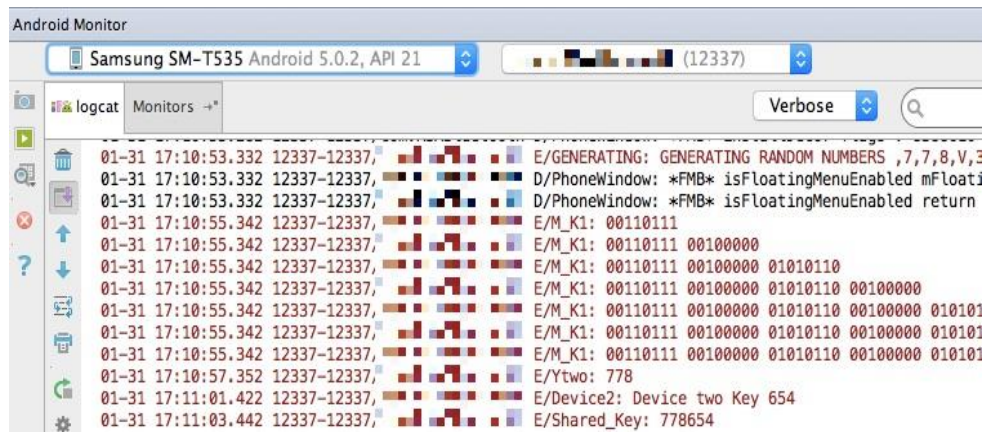 Android Monitor
Samsung SM-T535 Android 5.0.2, API 21 (12337)
logcat Monitors Verbose
01-31 17:10:53.332 12337-12337/ E/GENERATING: GENERATING RANDOM NUMBERS ,7,7,8,V,3
01-31 17:10:53.332 12337-12337/ D/PhoneWindow: *FMB* isFloatingMenuEnabled mFloati
01-31 17:10:53.332 12337-12337/ D/PhoneWindow: *FMB* isFloatingMenuEnabled return
01-31 17:10:55.342 12337-12337/ E/M_K1: 00110111
01-31 17:10:55.342 12337-12337/ E/M_K1: 00110111 00100000
01-31 17:10:55.342 12337-12337/ E/M_K1: 00110111 00100000 01010110
01-31 17:10:55.342 12337-12337/ E/M_K1: 00110111 00100000 01010110 00100000
01-31 17:10:55.342 12337-12337/ E/M_K1: 00110111 00100000 01010110 00100000 010101
01-31 17:10:55.342 12337-12337/ E/M_K1: 00110111 00100000 01010110 00100000 010101
01-31 17:10:55.342 12337-12337/ E/M_K1: 00110111 00100000 01010110 00100000 010101
01-31 17:10:57.352 12337-12337/ E/Ytwo: 778
01-31 17:11:01.422 12337-12337/ E/Device2: Device two Key 654
01-31 17:11:03.442 12337-12337/ E/Shared_Key: 778654